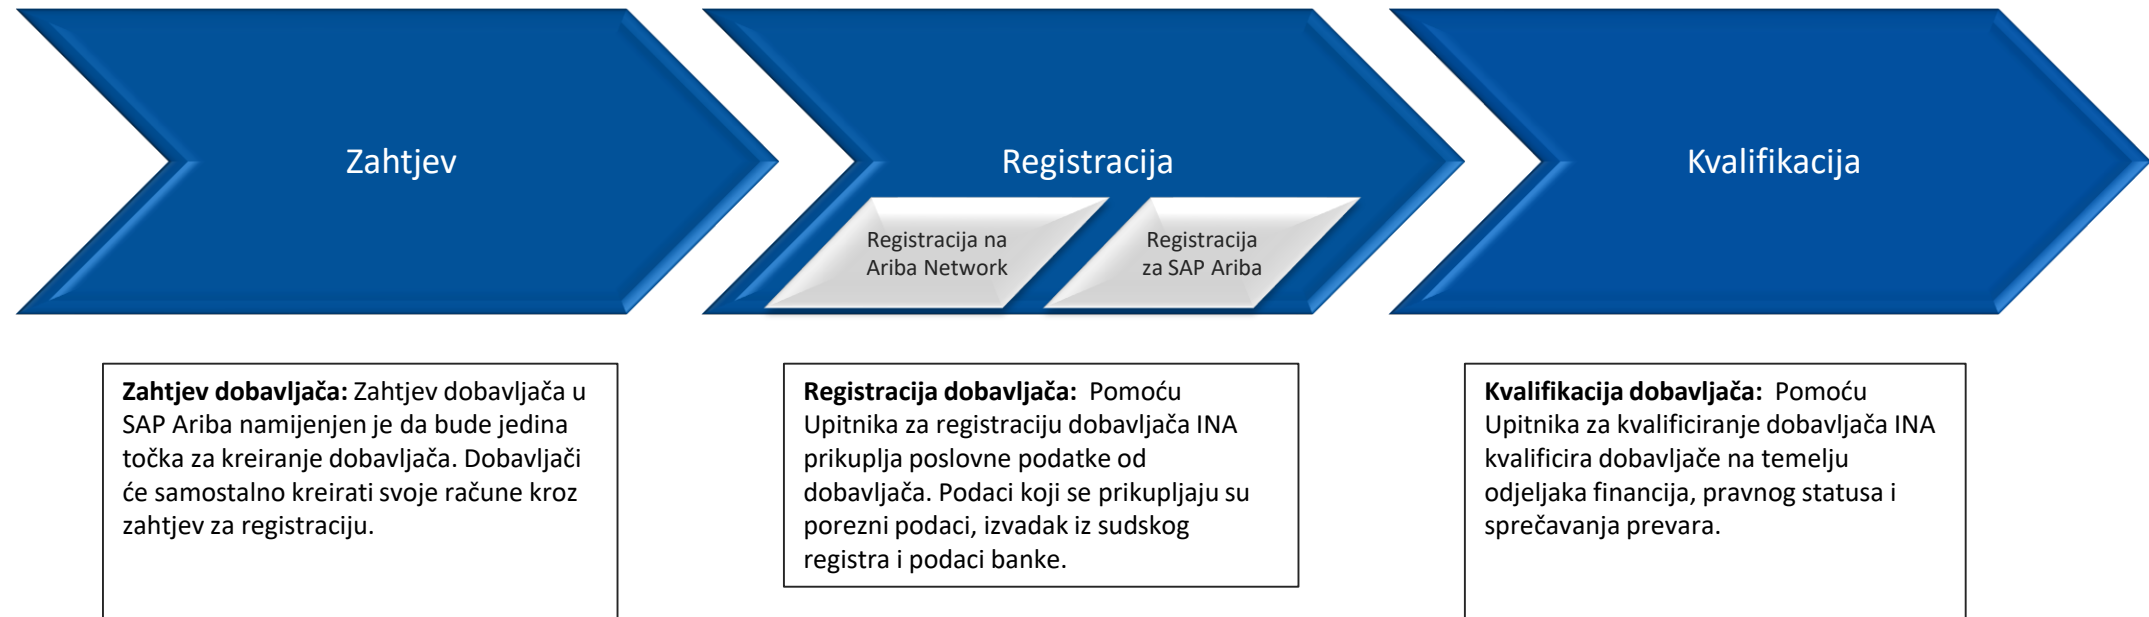 Zahtjev
Registracija
Kvalifikacija
Registracija na
Ariba Network
Registracija
za SAP Ariba
Zahtjev dobavljača: Zahtjev dobavljača u
SAP Ariba namijenjen je da bude jedina
točka za kreiranje dobavljača. Dobavljači
će samostalno kreirati svoje račune kroz
zahtjev za registraciju.
Registracija dobavljača: Pomoću
Upitnika za registraciju dobavljača INA
prikuplja poslovne podatke od
dobavljača. Podaci koji se prikupljaju su
porezni podaci, izvadak iz sudskog
registra i podaci banke.
Kvalifikacija dobavljača: Pomoću
Upitnika za kvalificiranje dobavljača INA
kvalificira dobavljače na temelju
odjeljaka financija, pravnog statusa i
sprečavanja prevara.